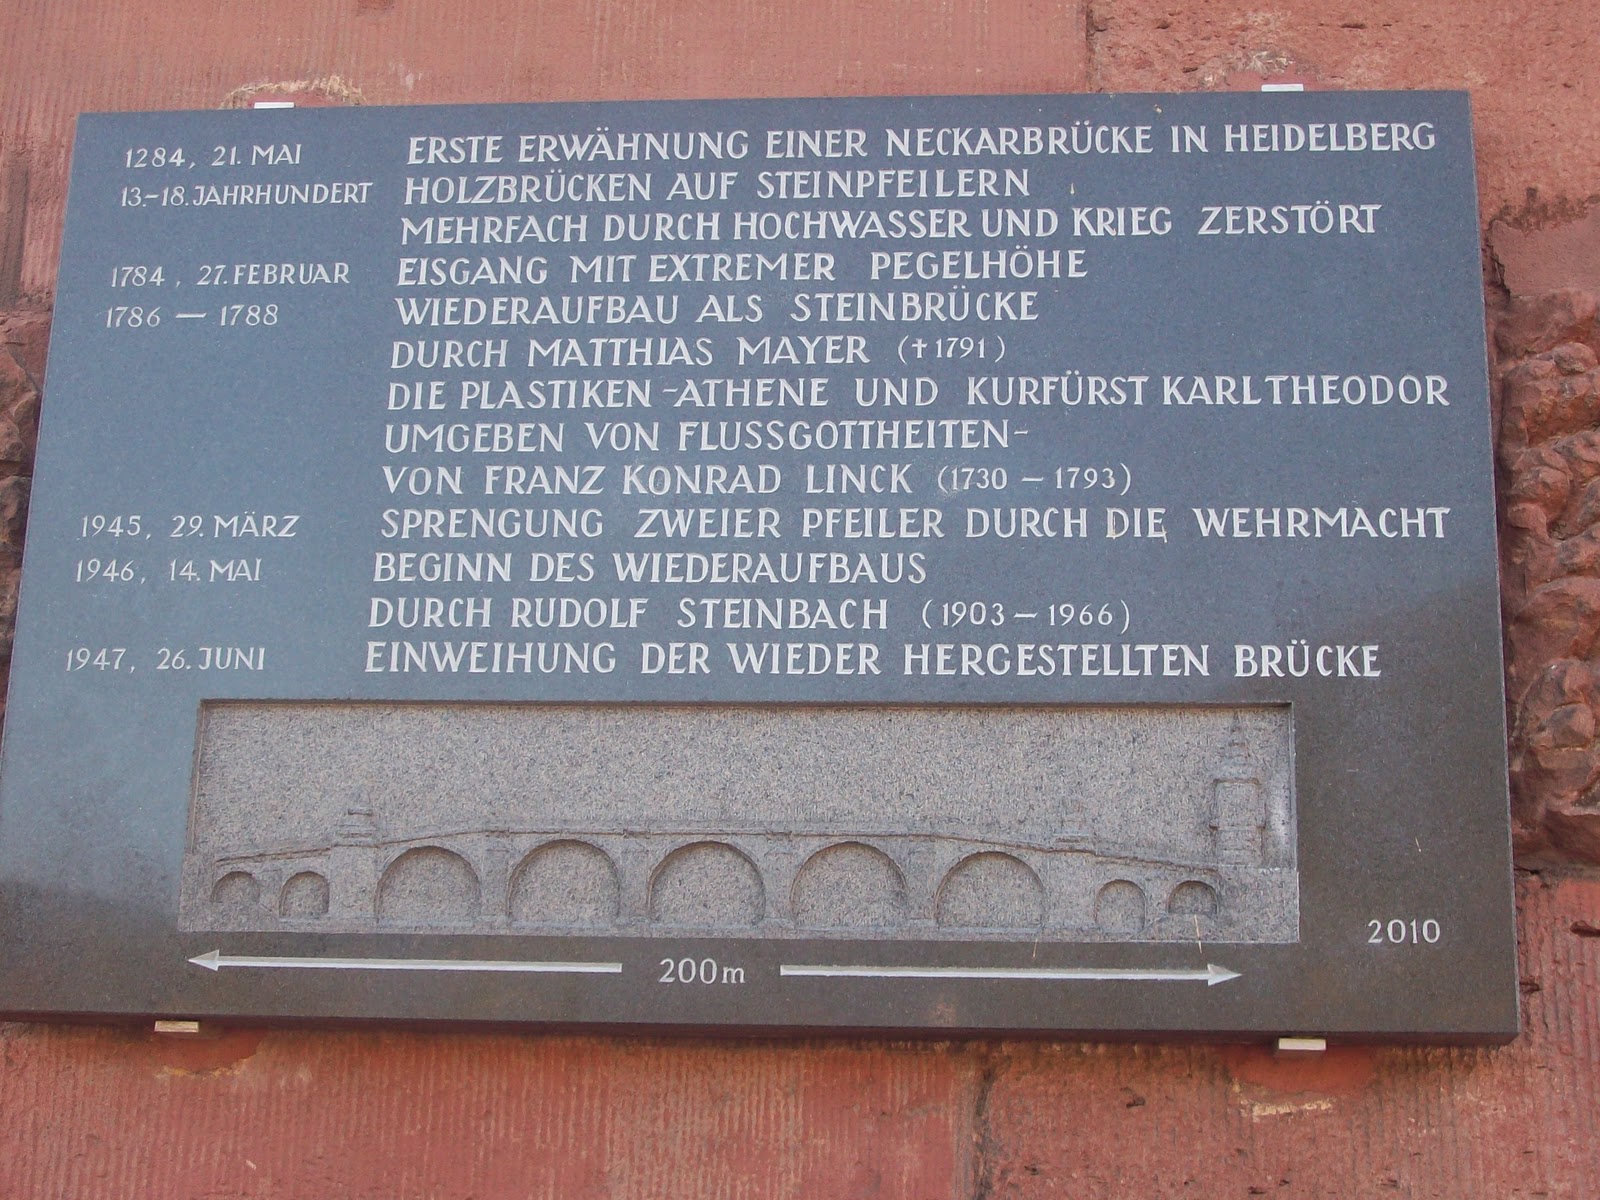 1284, 21. MAI ERSTE ERWÄHNUNG EINER NECKARBRÜCKE IN HEIDELBERG
13.-18. JAHRHUNDERT HOLZBRÜCKEN AUF STEINPFEILERN
MEHRFACH DURCH HOCHWASSER UND KRIEG ZERSTÖRT
1784, 27. FEBRUAR EISGANG MIT EXTREMER PEGELHÖHE
1786 — 1788 WIEDERAUFBAU ALS STEINBRÜCKE
DURCH MATTHIAS MAYER († 1791)
DIE PLASTIKEN -ATHENE UND KURFÜRST KARL THEODOR
UMGEBEN VON FLUSSGOTTHEITEN-
VON FRANZ KONRAD LINCK (1730 — 1793)
1945, 29. MÄRZ SPRENGUNG ZWEIER PFEILER DURCH DIE WEHRMACHT
1946, 14. MAI BEGINN DES WIEDERAUFBAUS
DURCH RUDOLF STEINBACH (1903 — 1966)
1947, 26. JUNI EINWEIHUNG DER WIEDER HERGESTELLTEN BRÜCKE
2010
200m